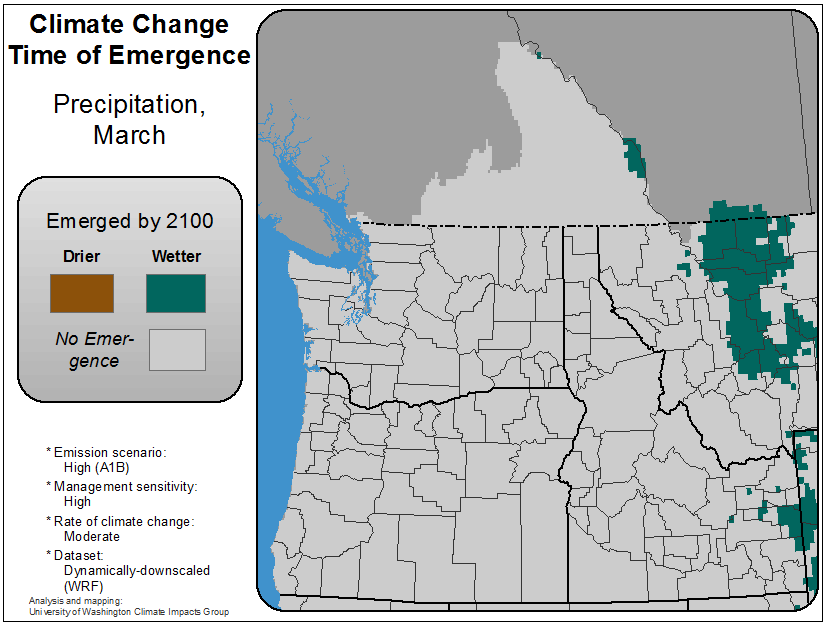 Climate Change
Time of Emergence
Precipitation,
March
Emerged by 2100
Drier Wetter
No Emer-
gence
* Emission scenario:
High (A1B)
* Management sensitivity:
High
* Rate of climate change:
Moderate
* Dataset:
Dynamically-downscaled
(WRF)
Analysis and mapping:
University of Washington Climate Impacts Group